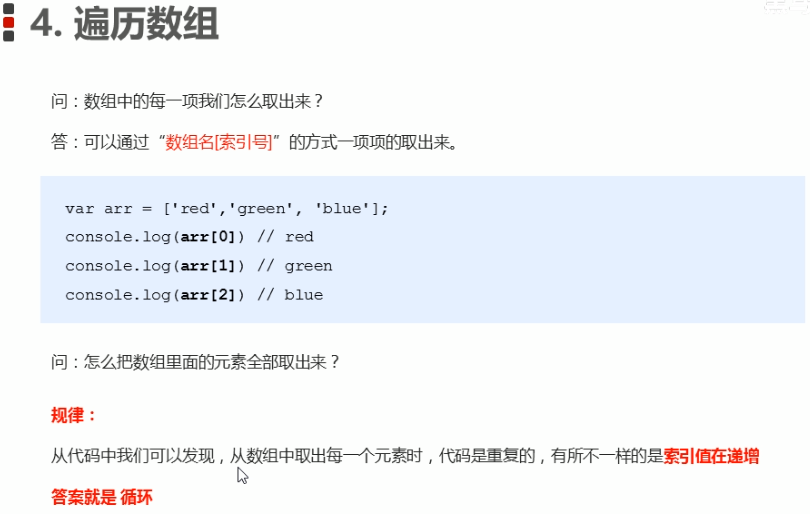 4. 遍历数组
问：数组中的每一项我们怎么取出来？
答：可以通过“数组名[索引号]”的方式一项项的取出来。
var arr = ['red','green', 'blue'];
console.log(arr[0]) // red
console.log(arr[1]) // green
console.log(arr[2]) // blue
问：怎么把数组里面的元素全部取出来？
规律：
从代码中我们可以发现，从数组中取出每一个元素时，代码是重复的，有所不一样的是索引值在递增
答案就是 循环